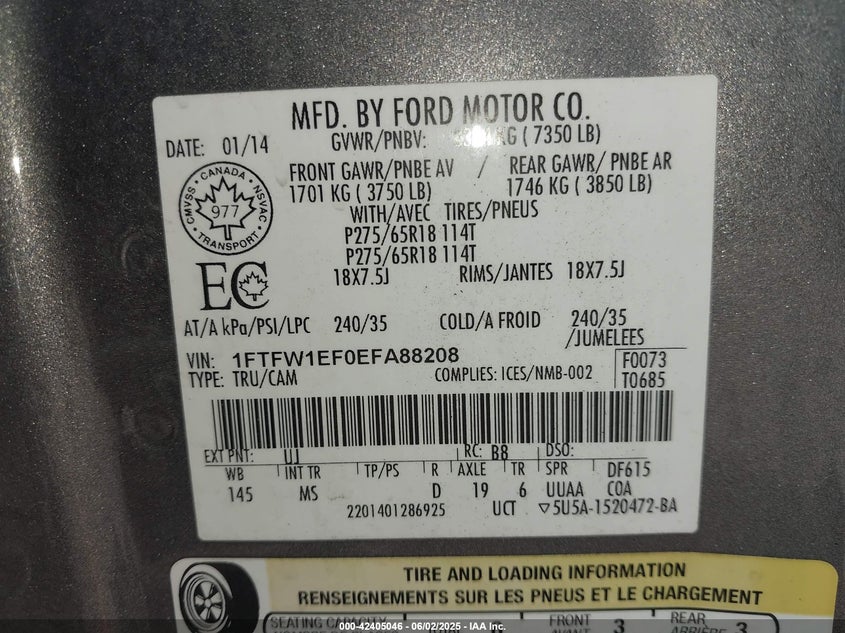 MFD. BY FORD MOTOR CO.
DATE: 01/14
GVWR/PNBV: KG ( 7350 LB)
FRONT GAWR/PNBE AV / REAR GAWR/ PNBE AR
1701 KG ( 3750 LB) 1746 KG ( 3850 LB)
WITH/AVEC TIRES/PNEUS
P275/65R18 114T
P275/65R18 114T
18X7.5J RIMS/JANTES 18X7.5J
CMVSS · CANADA · NSVAC · TRANSPORT
977
EC
AT/A kPa/PSI/LPC 240/35 COLD/A FROID 240/35
/JUMELEES
VIN: 1FTFW1EF0EFA88208
TYPE: TRU/CAM COMPLIES: ICES/NMB-002
F0073
T0685
EXT PNT: UJ RC: B8 DSO:
WB INT TR TP/PS R AXLE TR SPR DF615
145 MS D 19 6 UUAA COA
2201401286925 UCT ▽5U5A-1520472-BA
TIRE AND LOADING INFORMATION
RENSEIGNEMENTS SUR LES PNEUS ET LE CHARGEMENT
SEATING CAPACITY
FRONT 3 REAR 3
000-42405046 - 06/02/2025 - IAA Inc.